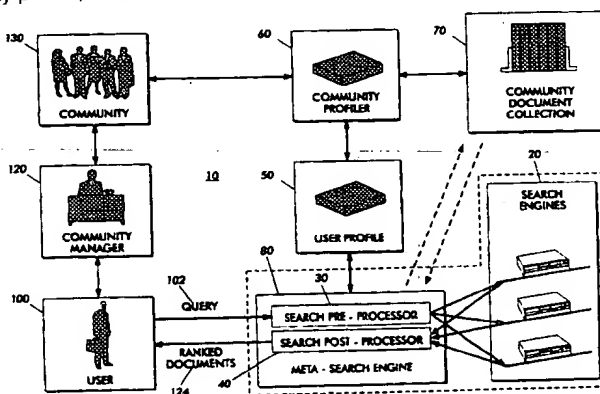 130
60
70
COMMUNITY
COMMUNITY
PROFILER
COMMUNITY
DOCUMENT
COLLECTION
120
10
50
20
COMMUNITY
MANAGER
USER PROFILE
SEARCH
ENGINES
80
100
102
QUERY
30
SEARCH PRE - PROCESSOR
SEARCH POST - PROCESSOR
META - SEARCH ENGINE
USER
RANKED
DOCUMENTS
124
40